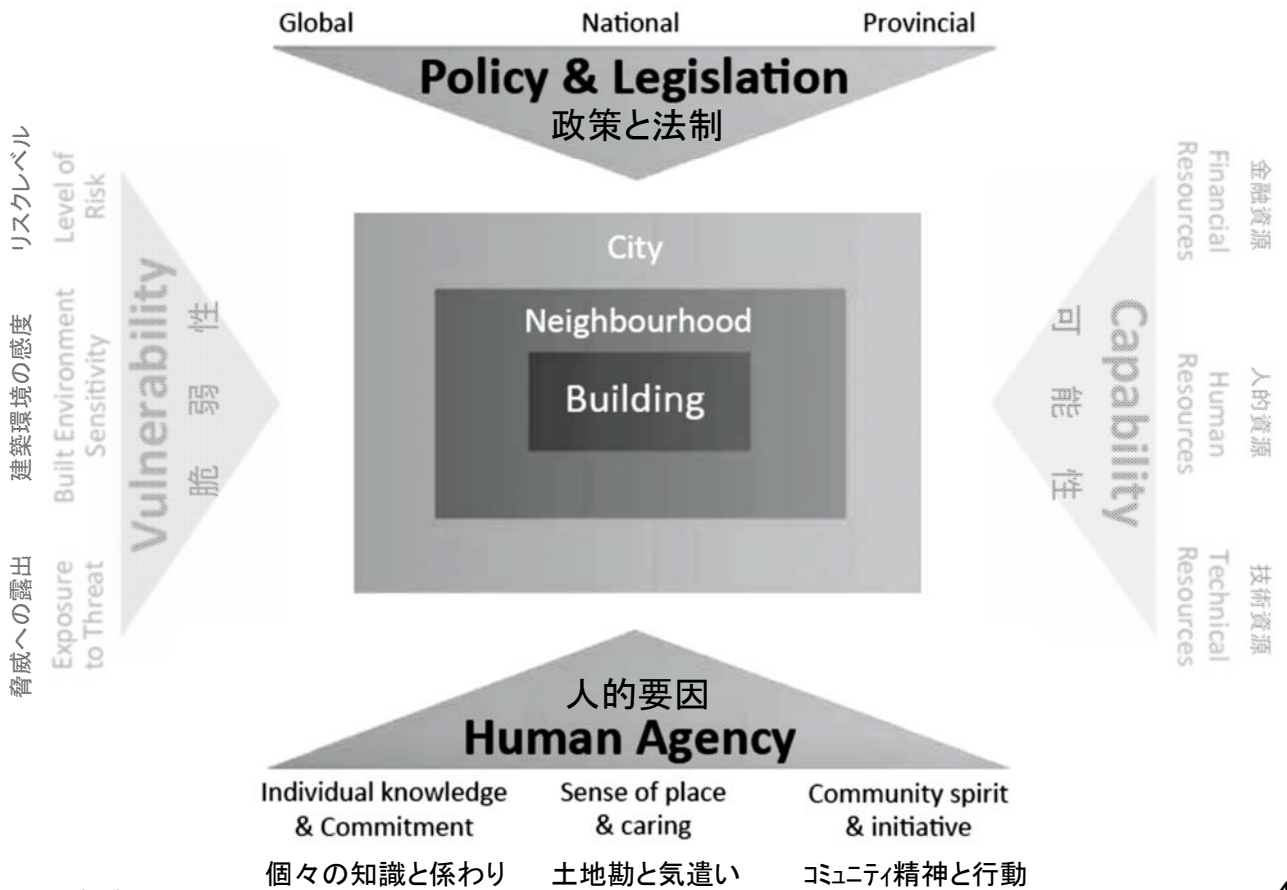 Global National Provincial
Policy & Legislation
政策と法制
リスクレベル
Level of
Risk
建築環境の感度
Built Environment
Sensitivity
脅威への露出
Exposure
to Threat
Vulnerability
脆弱性
City
Neighbourhood
Building
可能性
Capability
Financial
Resources
金融資源
Human
Resources
人的資源
Technical
Resources
技術資源
人的要因
Human Agency
Individual knowledge
& Commitment
Sense of place
& caring
Community spirit
& initiative
個々の知識と係わり
土地勘と気遣い
コミュニティ精神と行動